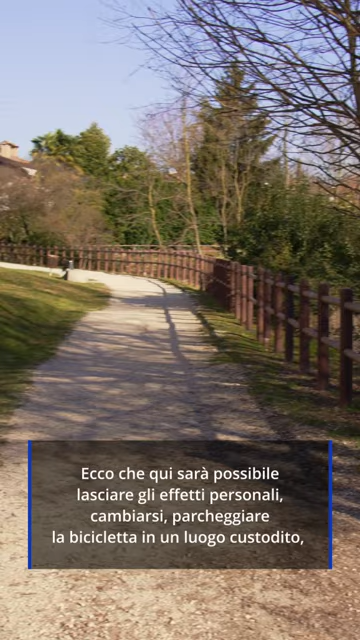 Ecco che qui sarà possibile
lasciare gli effetti personali,
cambiarsi, parcheggiare
la bicicletta in un luogo custodito,